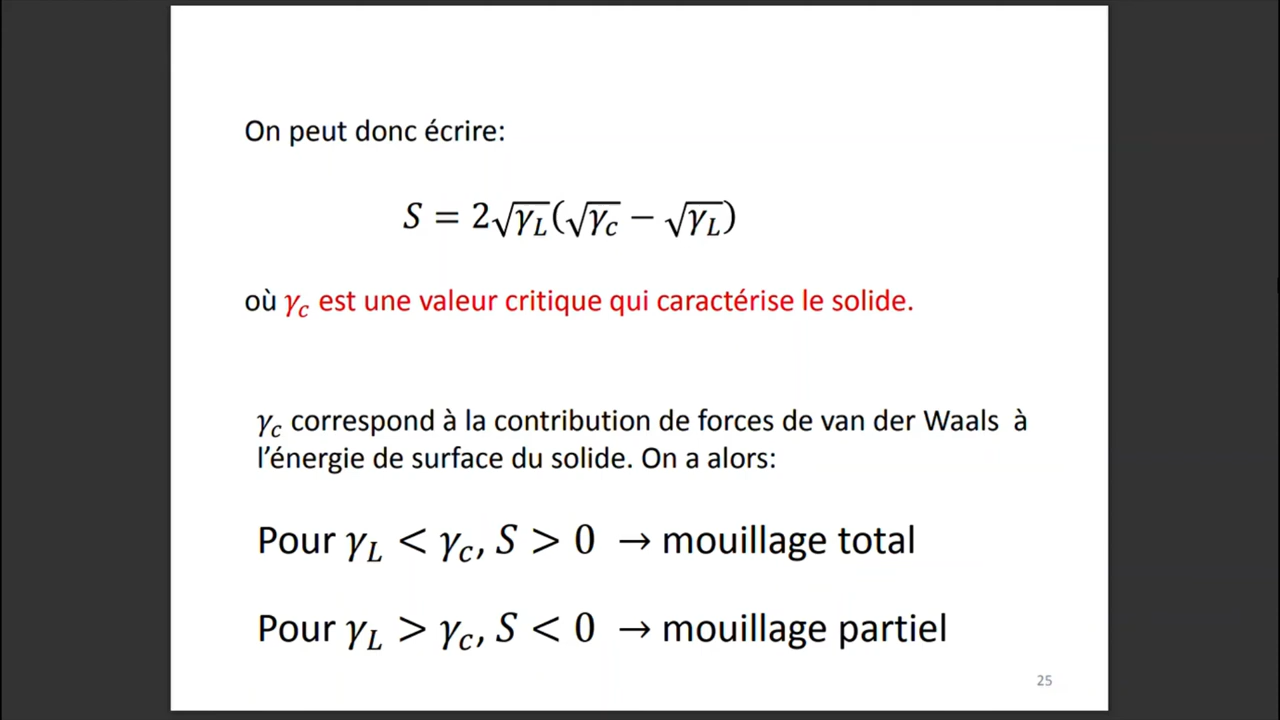 On peut donc écrire:
S = 2√γ_L(√γ_c − √γ_L)
où γ_c est une valeur critique qui caractérise le solide.
γ_c correspond à la contribution de forces de van der Waals à
l'énergie de surface du solide. On a alors:
Pour γ_L < γ_c, S > 0 → mouillage total
Pour γ_L > γ_c, S < 0 → mouillage partiel
25